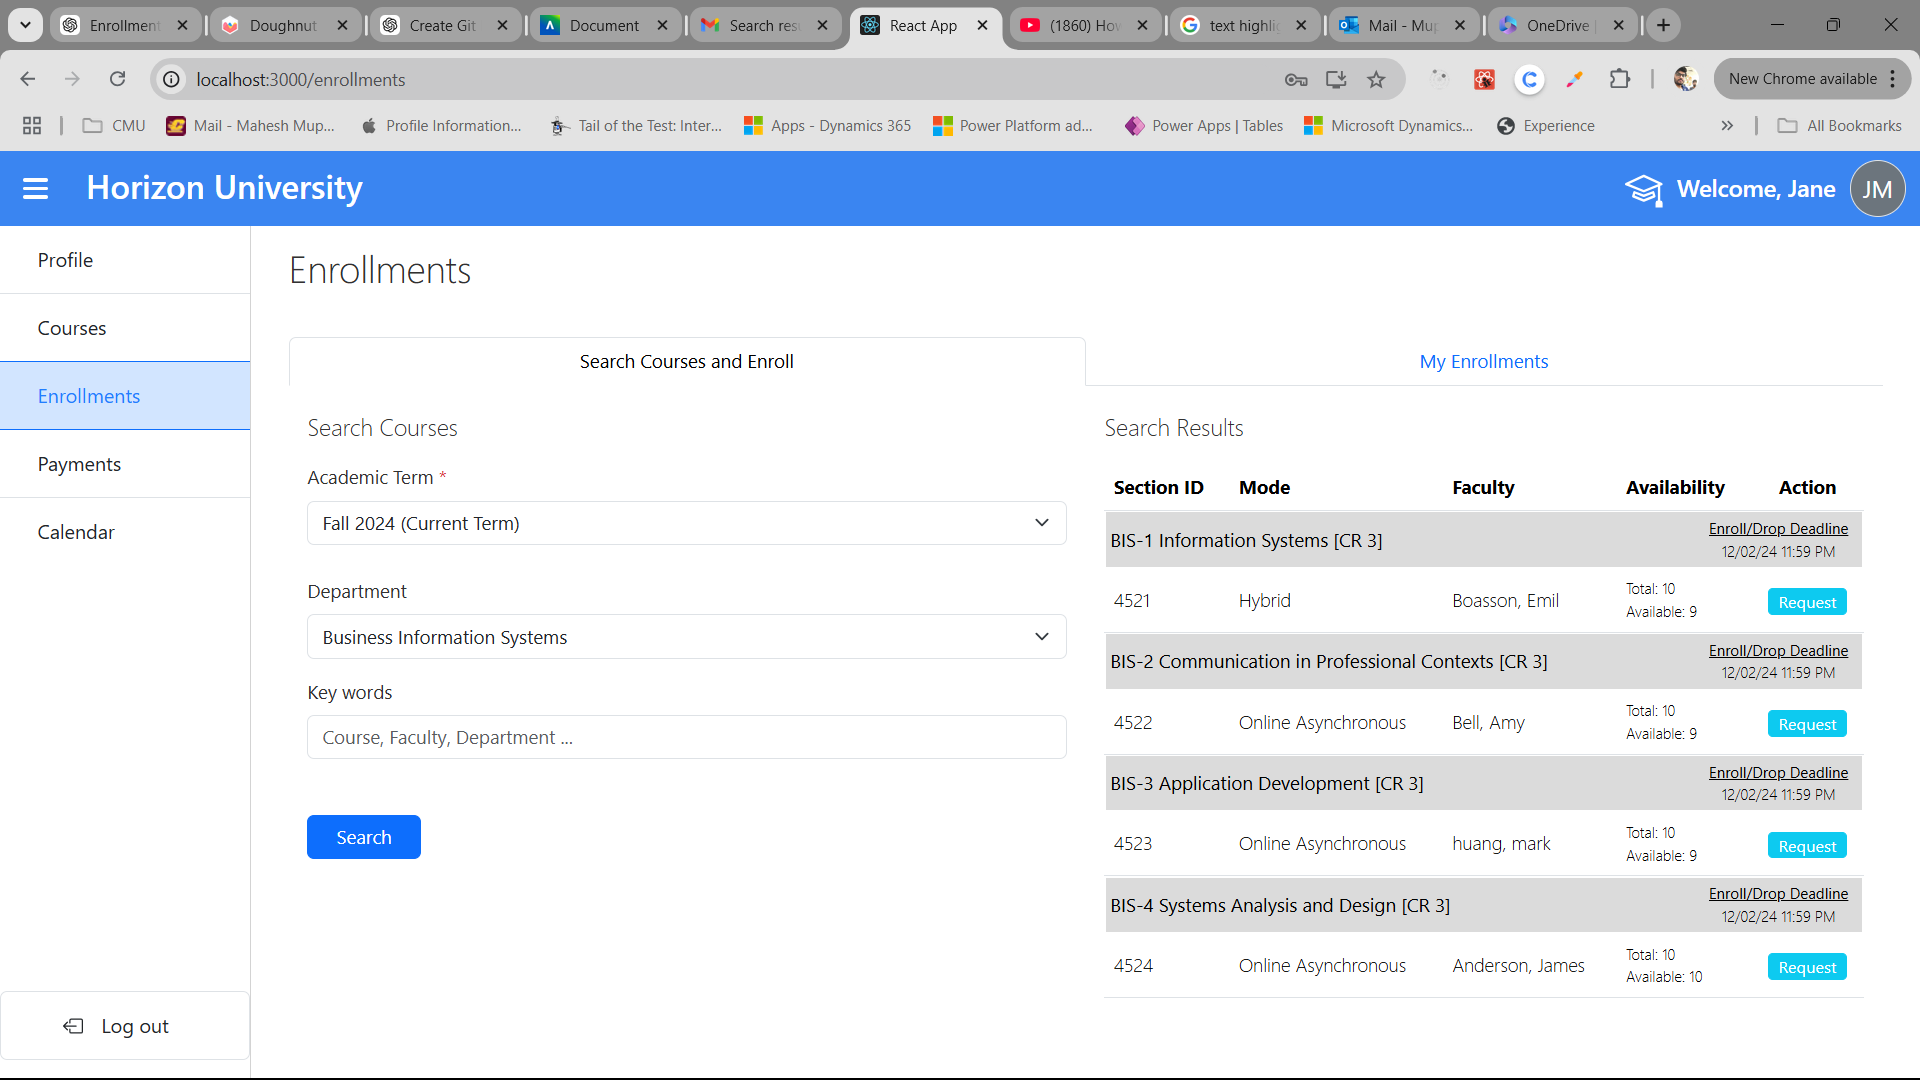 Enrollment
Doughnut
Create Git
Document
Search resu
React App
(1860) How
text highlig
Mail - Mup
OneDrive
localhost:3000/enrollments
New Chrome available
CMU
Mail - Mahesh Mup...
Profile Information...
Tail of the Test: Inter...
Apps - Dynamics 365
Power Platform ad...
Power Apps | Tables
Microsoft Dynamics...
Experience
All Bookmarks
Horizon University
Welcome, Jane
JM
Profile
Courses
Enrollments
Payments
Calendar
Log out
Enrollments
Search Courses and Enroll
My Enrollments
Search Courses
Academic Term *
Fall 2024 (Current Term)
Department
Business Information Systems
Key words
Course, Faculty, Department ...
Search
Search Results
Section ID Mode Faculty Availability Action
BIS-1 Information Systems [CR 3]
Enroll/Drop Deadline
12/02/24 11:59 PM
4521 Hybrid Boasson, Emil
Total: 10
Available: 9
Request
BIS-2 Communication in Professional Contexts [CR 3]
Enroll/Drop Deadline
12/02/24 11:59 PM
4522 Online Asynchronous Bell, Amy
Total: 10
Available: 9
Request
BIS-3 Application Development [CR 3]
Enroll/Drop Deadline
12/02/24 11:59 PM
4523 Online Asynchronous huang, mark
Total: 10
Available: 9
Request
BIS-4 Systems Analysis and Design [CR 3]
Enroll/Drop Deadline
12/02/24 11:59 PM
4524 Online Asynchronous Anderson, James
Total: 10
Available: 10
Request